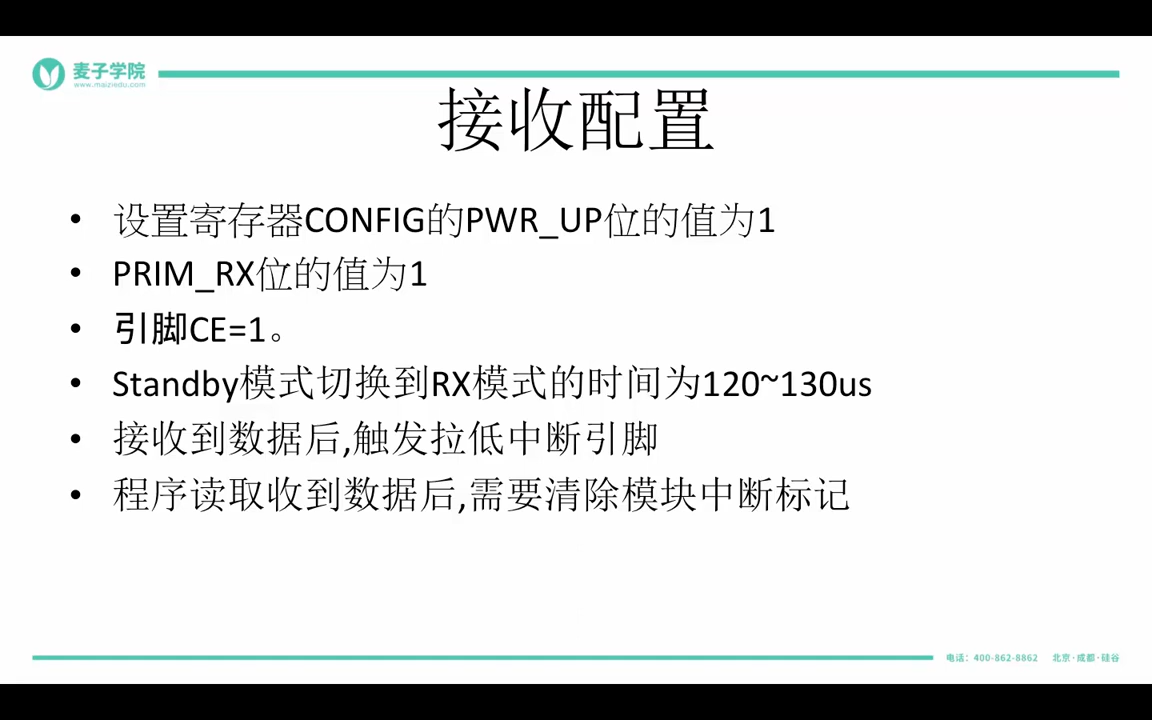 麦子学院
www.maiziedu.com
接收配置
• 设置寄存器CONFIG的PWR_UP位的值为1
• PRIM_RX位的值为1
• 引脚CE=1。
• Standby模式切换到RX模式的时间为120~130us
• 接收到数据后,触发拉低中断引脚
• 程序读取收到数据后,需要清除模块中断标记
电话：400-862-8862 北京·成都·硅谷